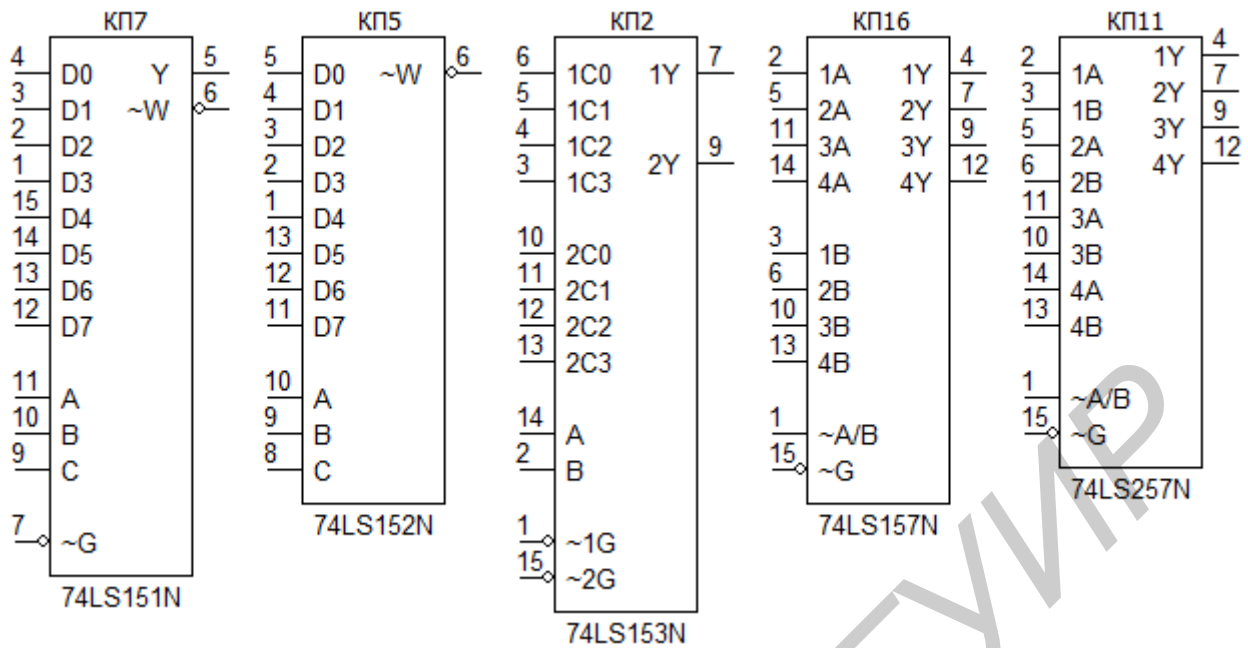 КП7
4 D0 Y 5
3 D1 ~W 6
2 D2
1 D3
15 D4
14 D5
13 D6
12 D7
11 A
10 B
9 C
7 ~G
74LS151N
КП5
5 D0 ~W 6
4 D1
3 D2
2 D3
1 D4
13 D5
12 D6
11 D7
10 A
9 B
8 C
74LS152N
КП2
6 1C0 1Y 7
5 1C1
4 1C2 2Y 9
3 1C3
10 2C0
11 2C1
12 2C2
13 2C3
14 A
2 B
1 ~1G
15 ~2G
74LS153N
КП16
2 1A 1Y 4
5 2A 2Y 7
11 3A 3Y 9
14 4A 4Y 12
3 1B
6 2B
10 3B
13 4B
1 ~A/B
15 ~G
74LS157N
КП11
1Y 4
2 1A 2Y 7
3 1B 3Y 9
5 2A 4Y 12
6 2B
11 3A
10 3B
14 4A
13 4B
1 ~A/B
15 ~G
74LS257N
ГУИР